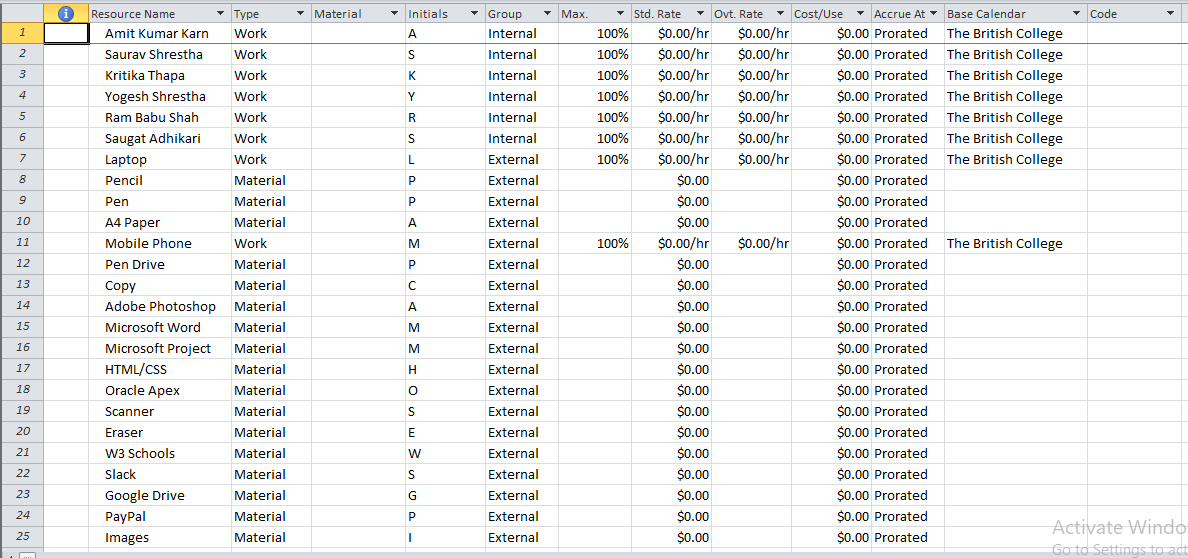 Resource Name Type Material Initials Group Max. Std. Rate Ovt. Rate Cost/Use Accrue At Base Calendar Code
1 Amit Kumar Karn Work A Internal 100% $0.00/hr $0.00/hr $0.00 Prorated The British College
2 Saurav Shrestha Work S Internal 100% $0.00/hr $0.00/hr $0.00 Prorated The British College
3 Kritika Thapa Work K Internal 100% $0.00/hr $0.00/hr $0.00 Prorated The British College
4 Yogesh Shrestha Work Y Internal 100% $0.00/hr $0.00/hr $0.00 Prorated The British College
5 Ram Babu Shah Work R Internal 100% $0.00/hr $0.00/hr $0.00 Prorated The British College
6 Saugat Adhikari Work S Internal 100% $0.00/hr $0.00/hr $0.00 Prorated The British College
7 Laptop Work L External 100% $0.00/hr $0.00/hr $0.00 Prorated The British College
8 Pencil Material P External $0.00 $0.00 Prorated
9 Pen Material P External $0.00 $0.00 Prorated
10 A4 Paper Material A External $0.00 $0.00 Prorated
11 Mobile Phone Work M External 100% $0.00/hr $0.00/hr $0.00 Prorated The British College
12 Pen Drive Material P External $0.00 $0.00 Prorated
13 Copy Material C External $0.00 $0.00 Prorated
14 Adobe Photoshop Material A External $0.00 $0.00 Prorated
15 Microsoft Word Material M External $0.00 $0.00 Prorated
16 Microsoft Project Material M External $0.00 $0.00 Prorated
17 HTML/CSS Material H External $0.00 $0.00 Prorated
18 Oracle Apex Material O External $0.00 $0.00 Prorated
19 Scanner Material S External $0.00 $0.00 Prorated
20 Eraser Material E External $0.00 $0.00 Prorated
21 W3 Schools Material W External $0.00 $0.00 Prorated
22 Slack Material S External $0.00 $0.00 Prorated
23 Google Drive Material G External $0.00 $0.00 Prorated
24 PayPal Material P External $0.00 $0.00 Prorated
25 Images Material I External $0.00 $0.00 Prorated
Activate Windo
Go to Settings to act